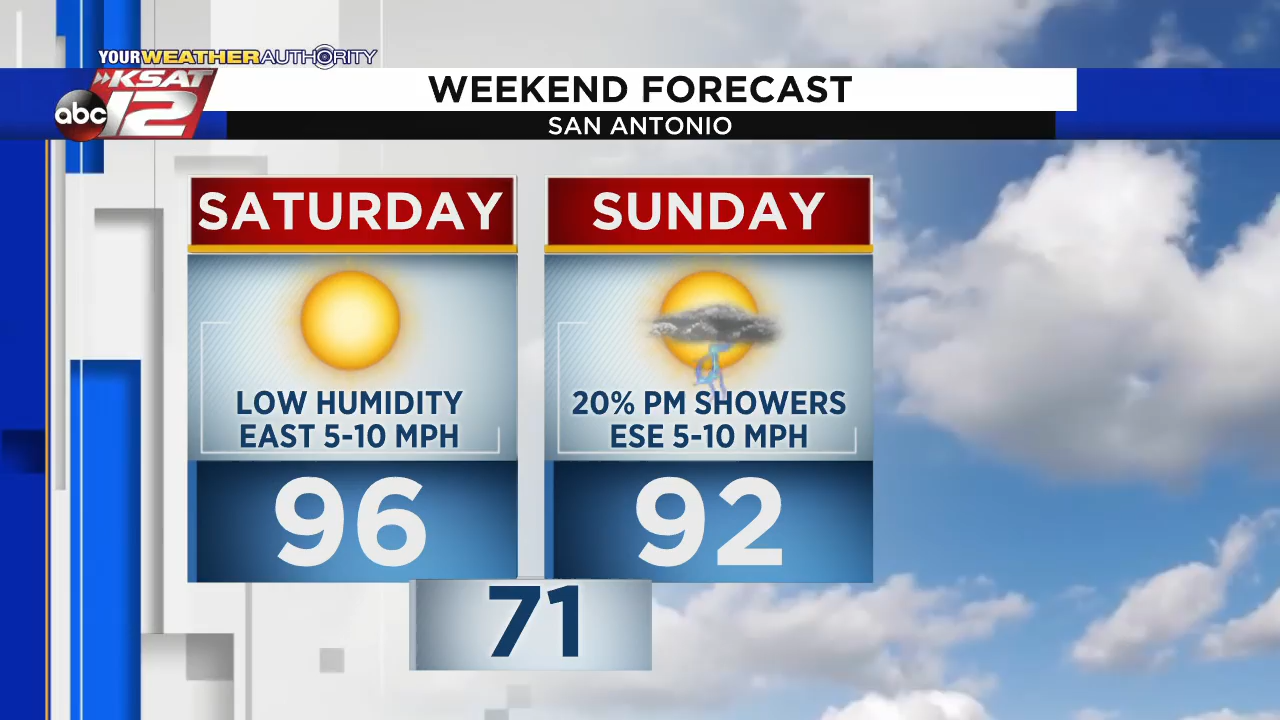 YOURWEATHERAUTHORITY
KSAT
abc 12
WEEKEND FORECAST
SAN ANTONIO
SATURDAY
LOW HUMIDITY
EAST 5-10 MPH
96
SUNDAY
20% PM SHOWERS
ESE 5-10 MPH
92
71